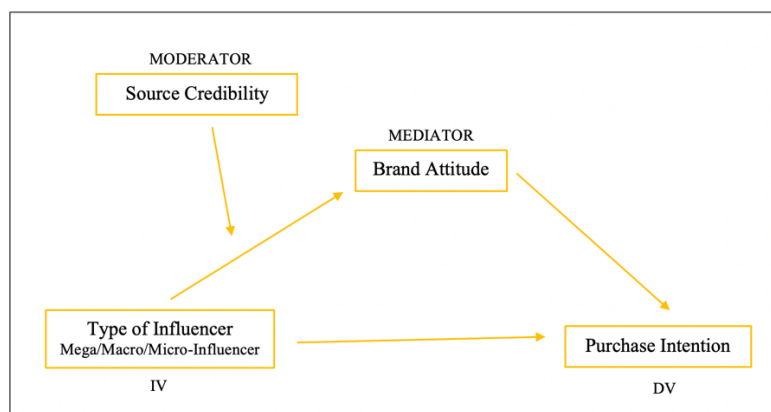 MODERATOR
Source Credibility
MEDIATOR
Brand Attitude
Type of Influencer
Mega/Macro/Micro-Influencer
IV
Purchase Intention
DV